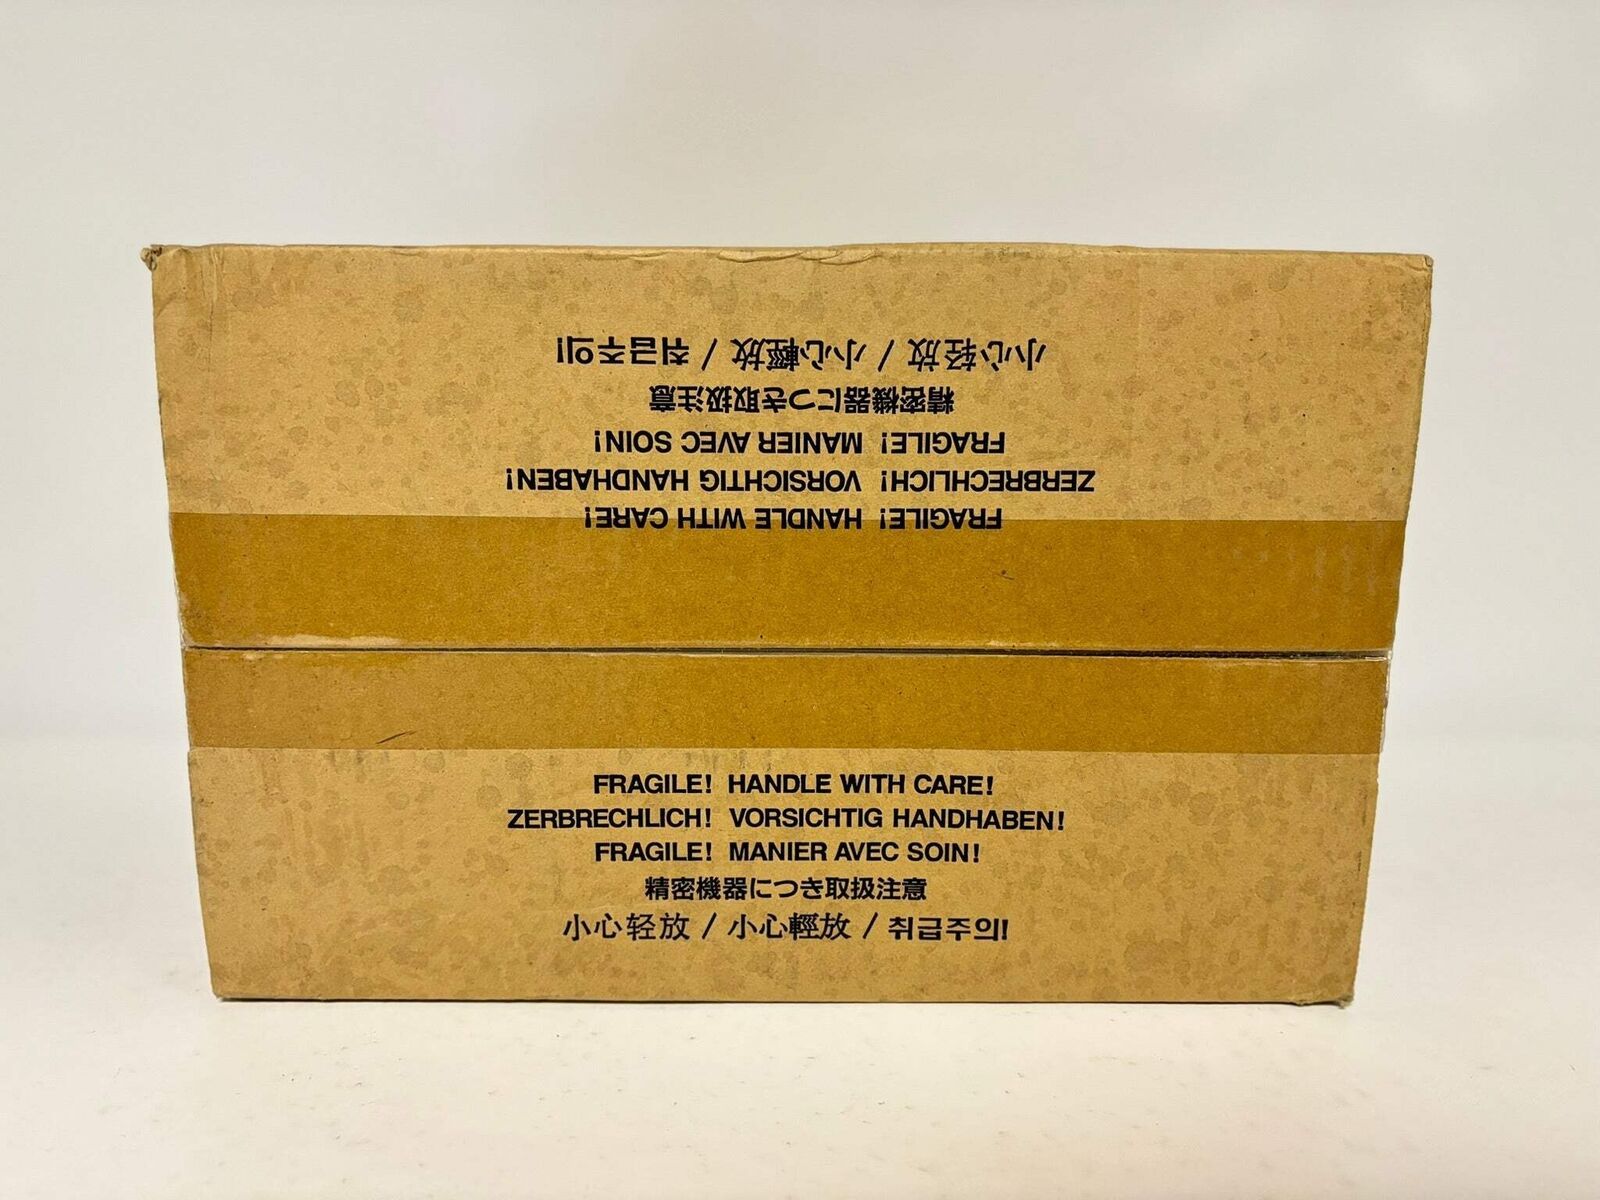 小心轻放 / 小心輕放 / 취급주의!
精密機器につき取扱注意
FRAGILE! MANIER AVEC SOIN!
ZERBRECHLICH! VORSICHTIG HANDHABEN!
FRAGILE! HANDLE WITH CARE!
FRAGILE! HANDLE WITH CARE!
ZERBRECHLICH! VORSICHTIG HANDHABEN!
FRAGILE! MANIER AVEC SOIN!
精密機器につき取扱注意
小心轻放 / 小心輕放 / 취급주의!